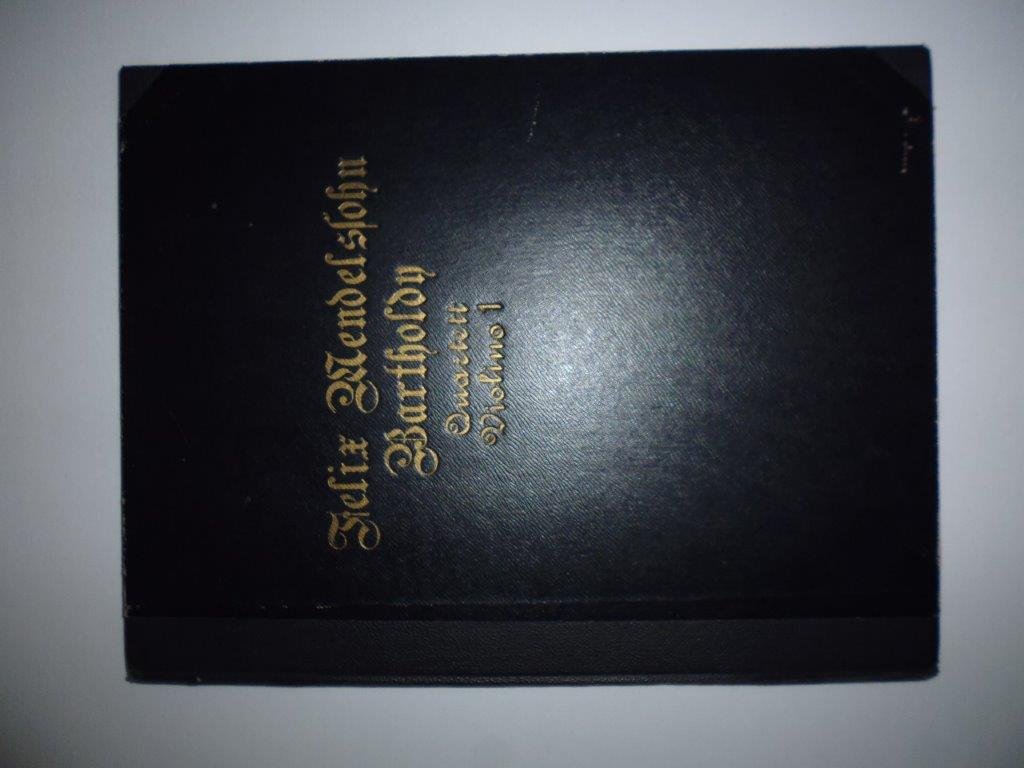 Felix Mendelssohn
Bartholdy
Quartett
Violino 1